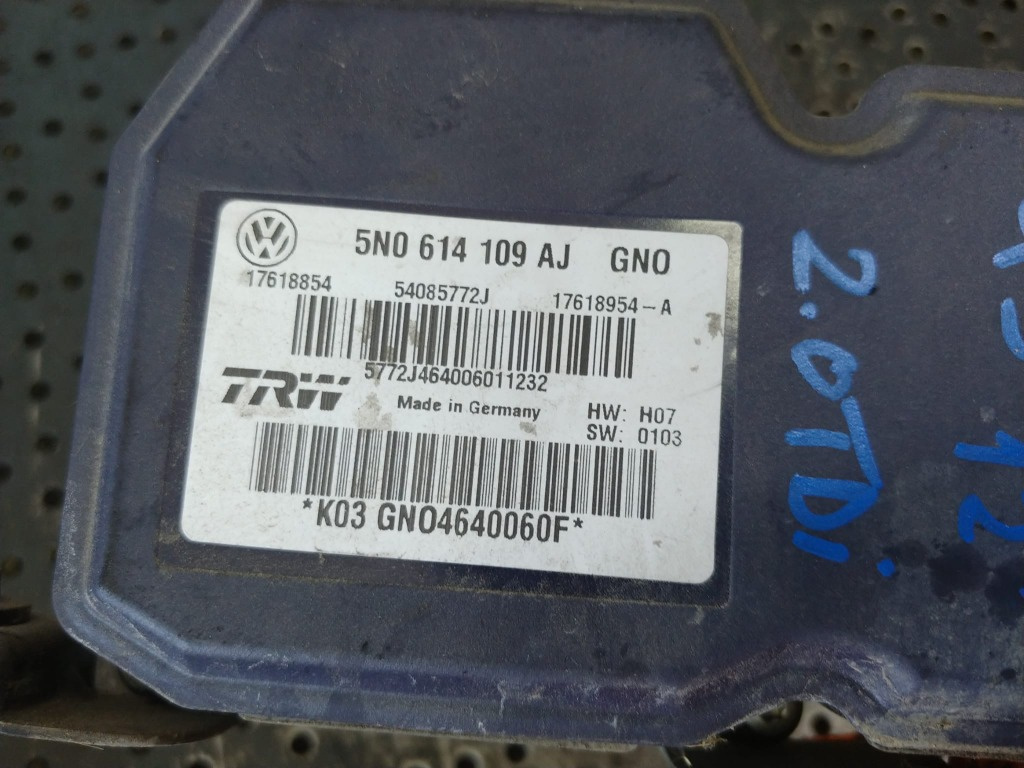 5N0 614 109 AJ GNO
17618854 54085772J 17618954-A
5772J464006011232
TRW Made in Germany HW: H07
SW: 0103
*K03 GNO4640060F*
2.0TDi